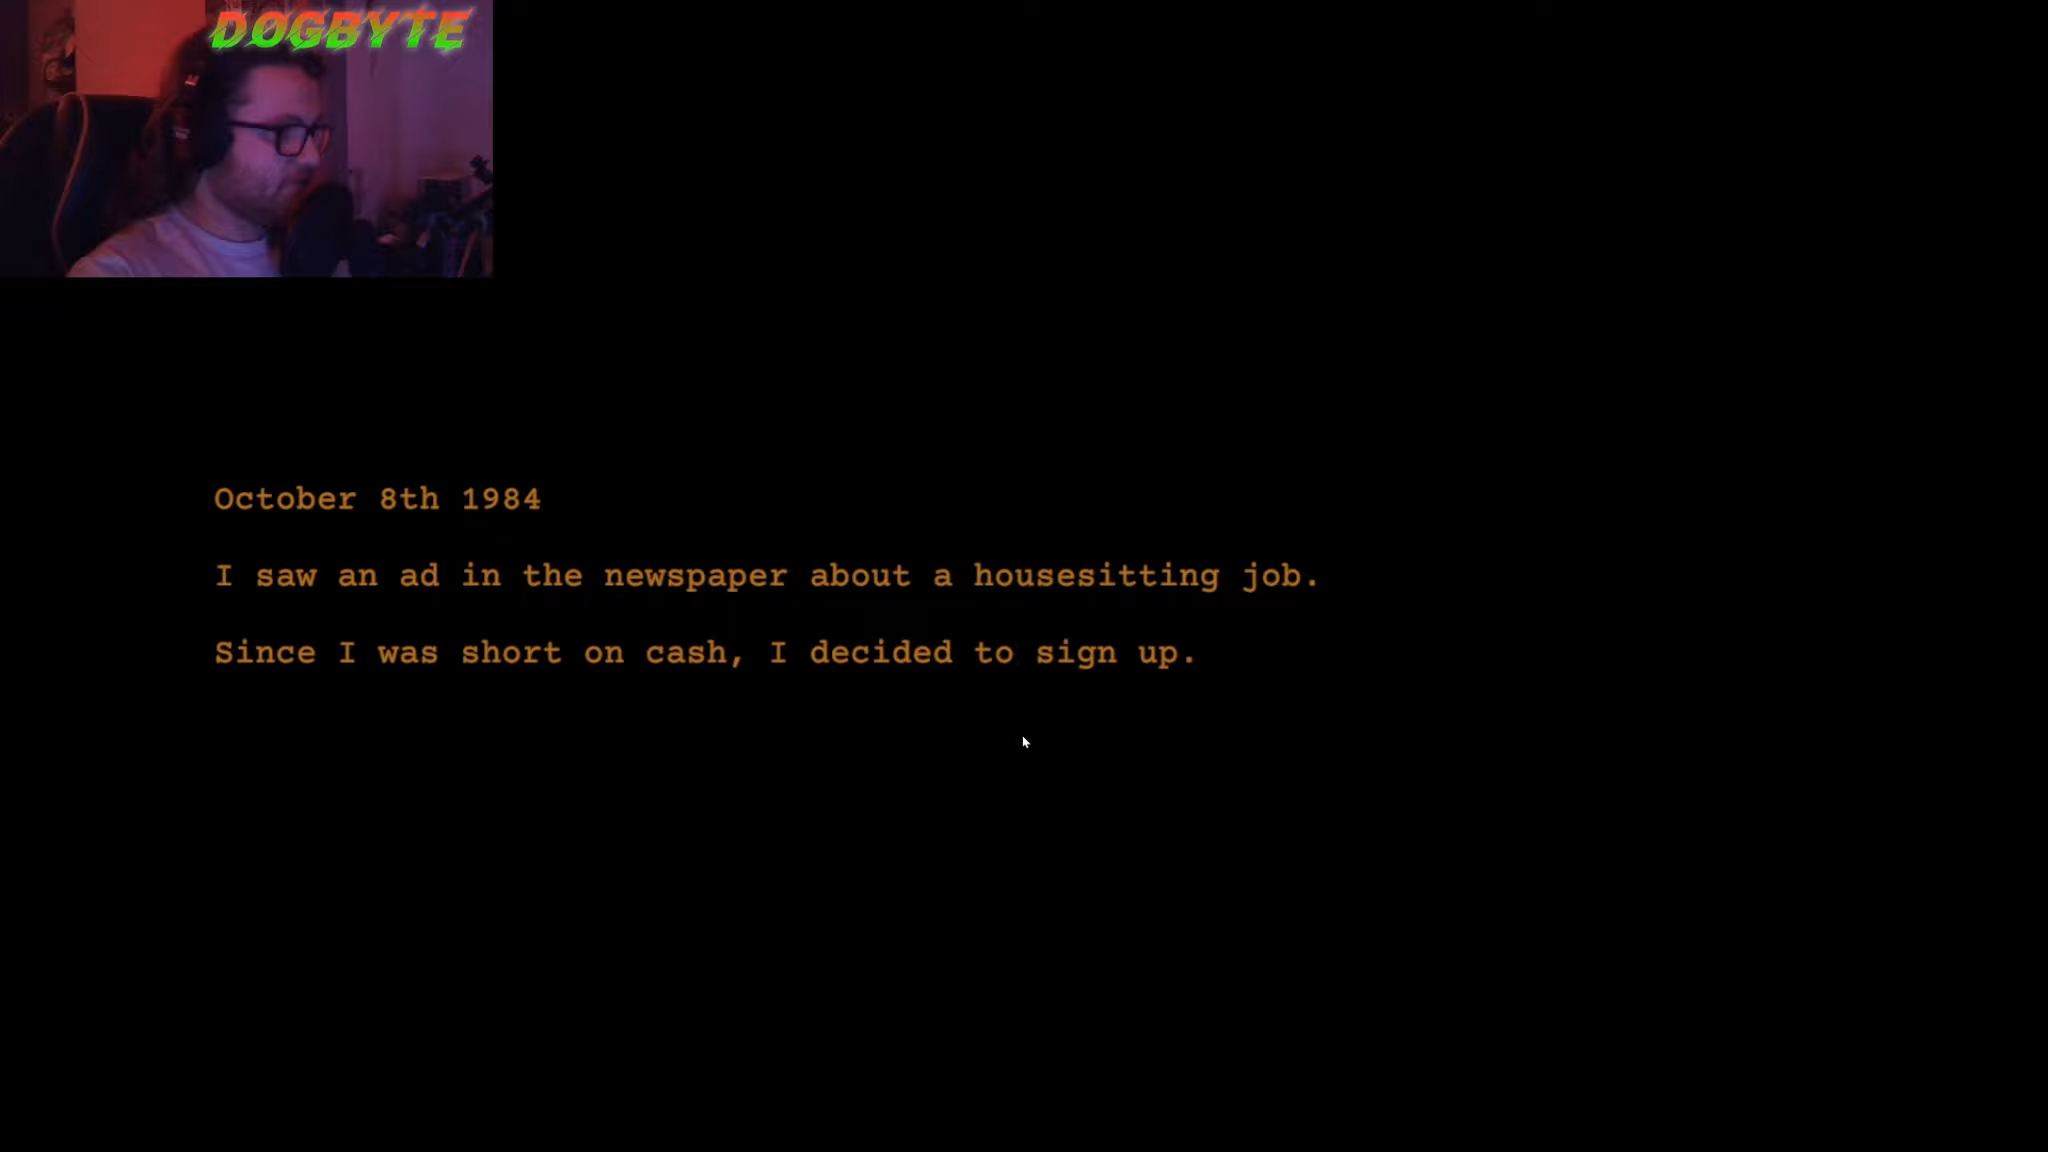 DOGBYTE
October 8th 1984
I saw an ad in the newspaper about a housesitting job.
Since I was short on cash, I decided to sign up.